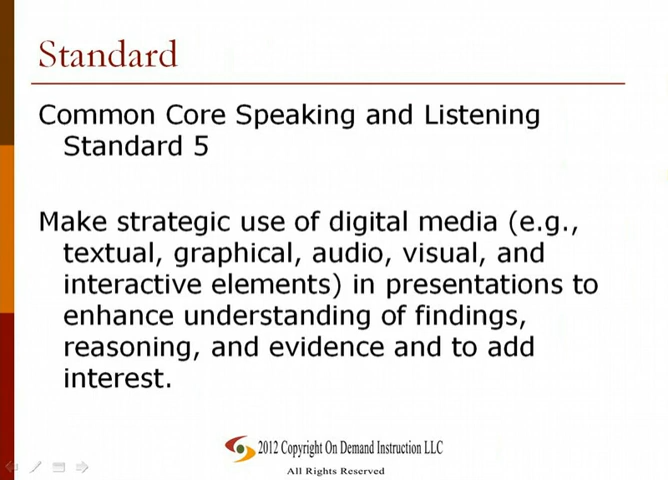 Standard
Common Core Speaking and Listening
Standard 5
Make strategic use of digital media (e.g.,
textual, graphical, audio, visual, and
interactive elements) in presentations to
enhance understanding of findings,
reasoning, and evidence and to add
interest.
2012 Copyright On Demand Instruction LLC
All Rights Reserved